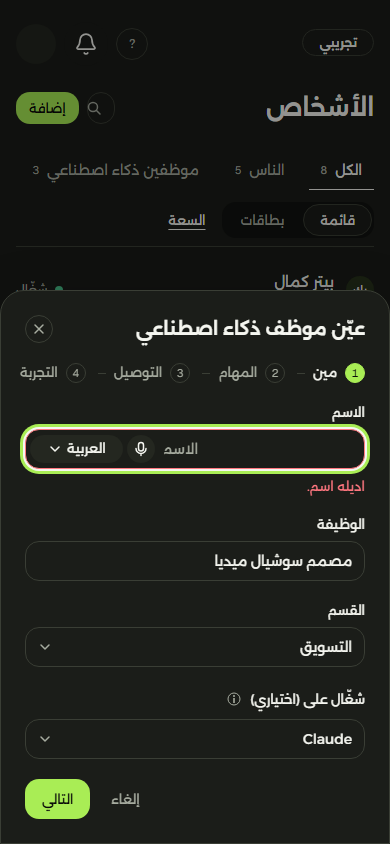 تجريبي
?
الأشخاص
إضافة
الكل 8
الناس 5
موظفين ذكاء اصطناعي 3
قائمة
بطاقات
السعة
بيتر كمال
شغّال
عيّن موظف ذكاء اصطناعي
1 مين
2 المهام
3 التوصيل
4 التجربة
الاسم
الاسم
العربية
اديله اسم.
الوظيفة
مصمم سوشيال ميديا
القسم
التسويق
شغّال على (اختياري)
Claude
إلغاء
التالي